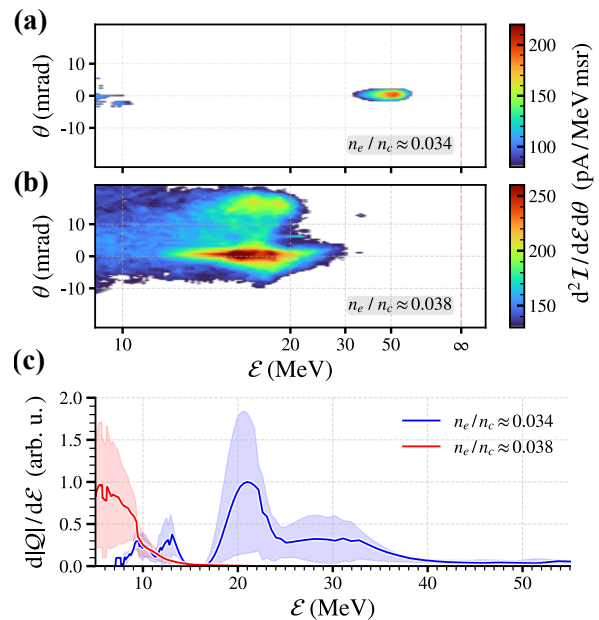 (a)
θ (mrad)
10
0
-10
n_e / n_c ≈ 0.034
200
150
100
(b)
θ (mrad)
20
10
0
-10
n_e / n_c ≈ 0.038
250
200
150
d²I/dℰdθ (pA/MeV msr)
10 20 30 50 ∞
ℰ (MeV)
(c)
d|Q|/dℰ (arb. u.)
2.0
1.5
1.0
0.5
0.0
n_e/n_c ≈ 0.034
n_e/n_c ≈ 0.038
10 20 30 40 50
ℰ (MeV)